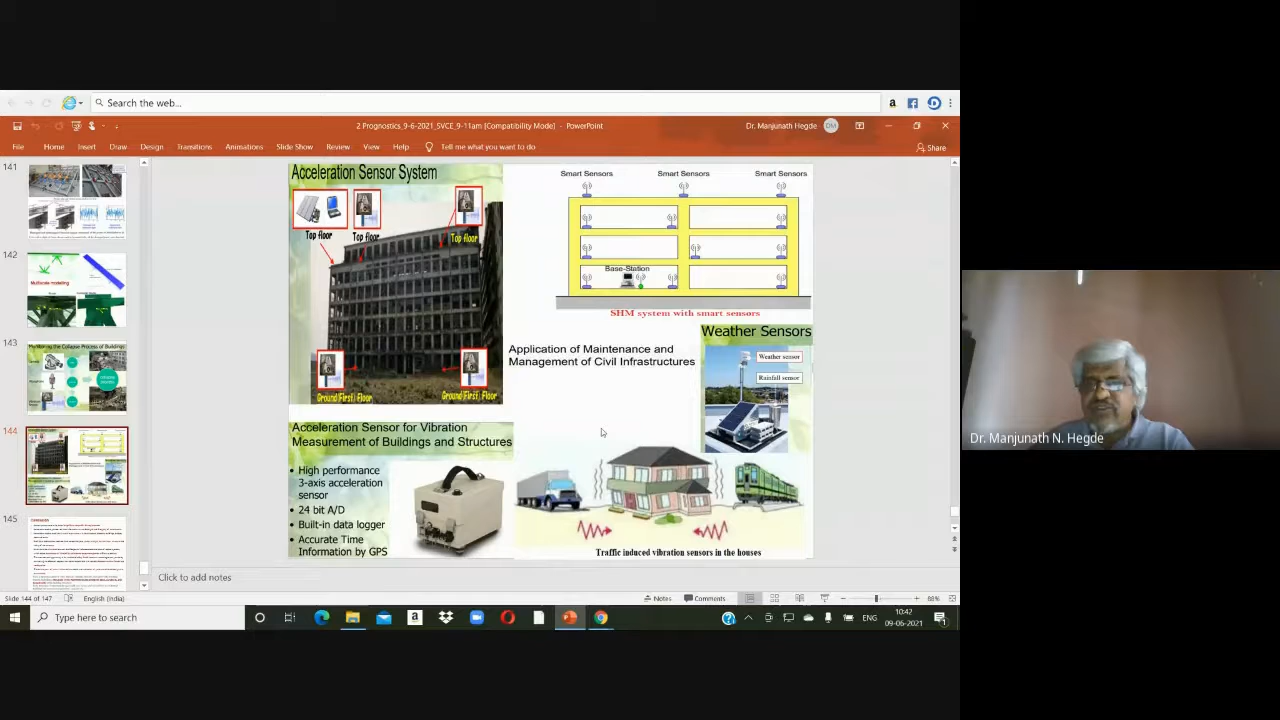 Search the web...
2 Prognostics_9-6-2021_SVCE_9-11am [Compatibility Mode] - PowerPoint
Dr. Manjunath Hegde
DM
File
Home
Insert
Draw
Design
Transitions
Animations
Slide Show
Review
View
Help
Tell me what you want to do
Share
141
142
Multiscale modelling
143
Monitoring the Collapse Process of Buildings
144
145
Acceleration Sensor System
Top floor
Top floor
Top floor
Ground(First) Floor
Ground(First) Floor
Smart Sensors
Smart Sensors
Smart Sensors
Base-Station
SHM system with smart sensors
Weather Sensors
Weather sensor
Rainfall sensor
Application of Maintenance and
Management of Civil Infrastructures
Acceleration Sensor for Vibration
Measurement of Buildings and Structures
• High performance
3-axis acceleration
sensor
• 24 bit A/D
• Built-in data logger
• Accurate Time
Information by GPS
Traffic induced vibration sensors in the houses
Click to add notes
Slide 144 of 147
English (India)
Notes
Comments
88%
Type here to search
ENG
10:42
09-06-2021
Dr. Manjunath N. Hegde